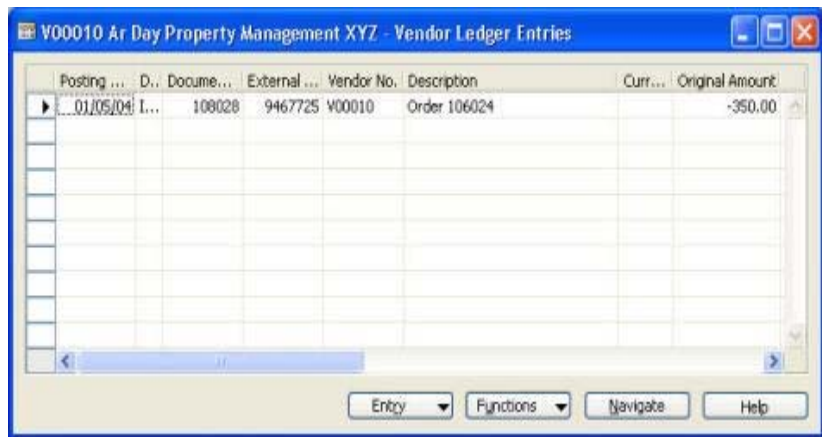 V00010 Ar Day Property Management XYZ - Vendor Ledger Entries
Posting ... D.. Docume... External ... Vendor No. Description Curr... Original Amount
01/05/04 I... 108028 9467725 V00010 Order 106024 -350.00
Entry Functions Navigate Help